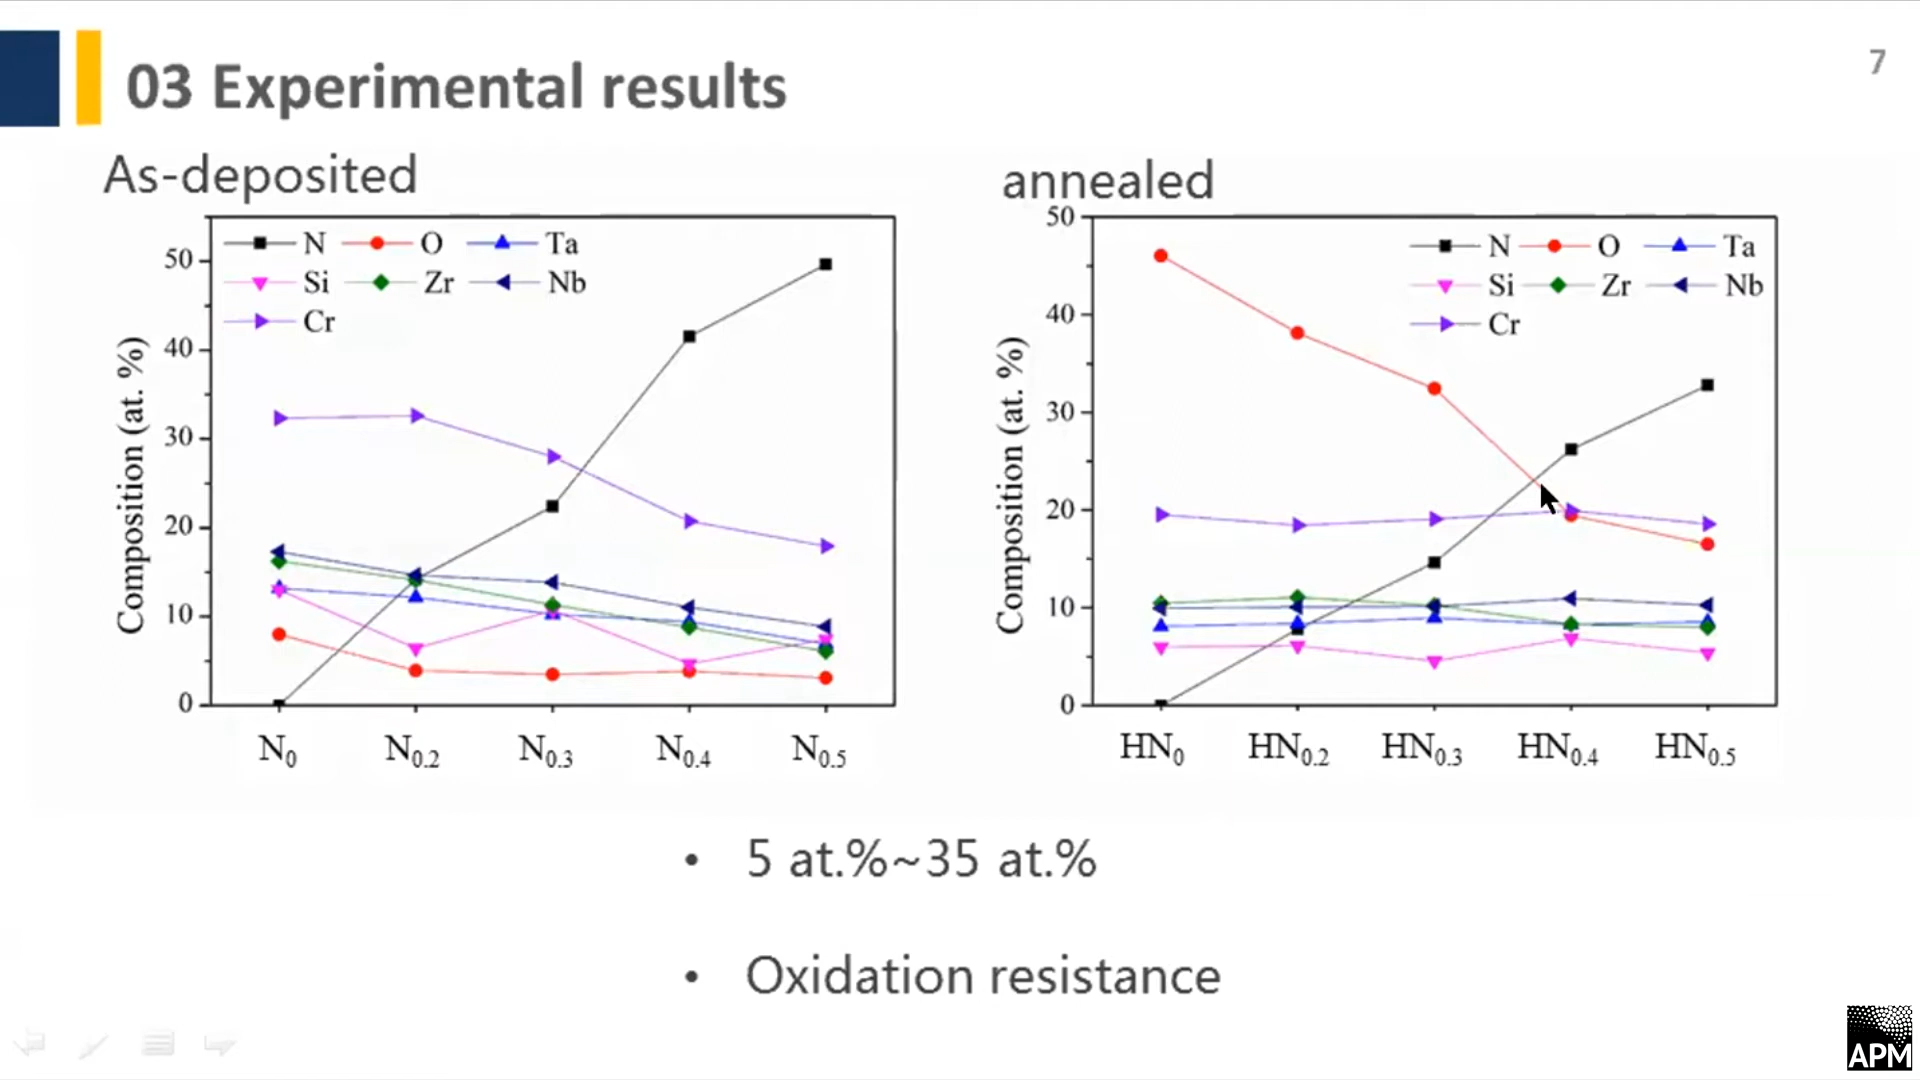 7
03 Experimental results
As-deposited
N O Ta
Si Zr Nb
Cr
Composition (at. %)
50
40
30
20
10
0
N₀ N₀.₂ N₀.₃ N₀.₄ N₀.₅
annealed
N O Ta
Si Zr Nb
Cr
Composition (at. %)
50
40
30
20
10
0
HN₀ HN₀.₂ HN₀.₃ HN₀.₄ HN₀.₅
• 5 at.%~35 at.%
• Oxidation resistance
APM